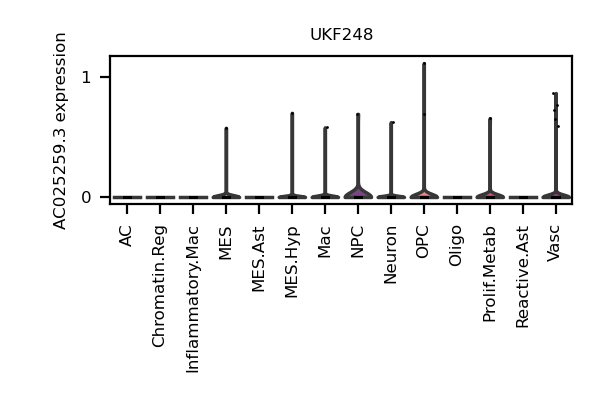 UKF248
AC025259.3 expression
1
0
AC
Chromatin.Reg
Inflammatory.Mac
MES
MES.Ast
MES.Hyp
Mac
NPC
Neuron
OPC
Oligo
Prolif.Metab
Reactive.Ast
Vasc